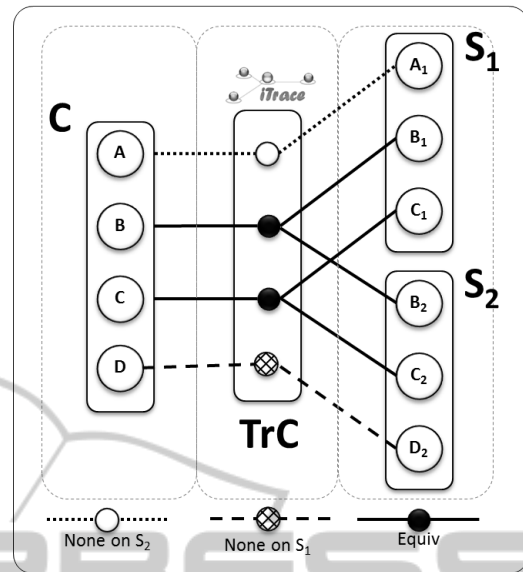 C
A
B
C
D
iTrace
TrC
S1
A1
B1
C1
S2
B2
C2
D2
None on S2
None on S1
Equiv